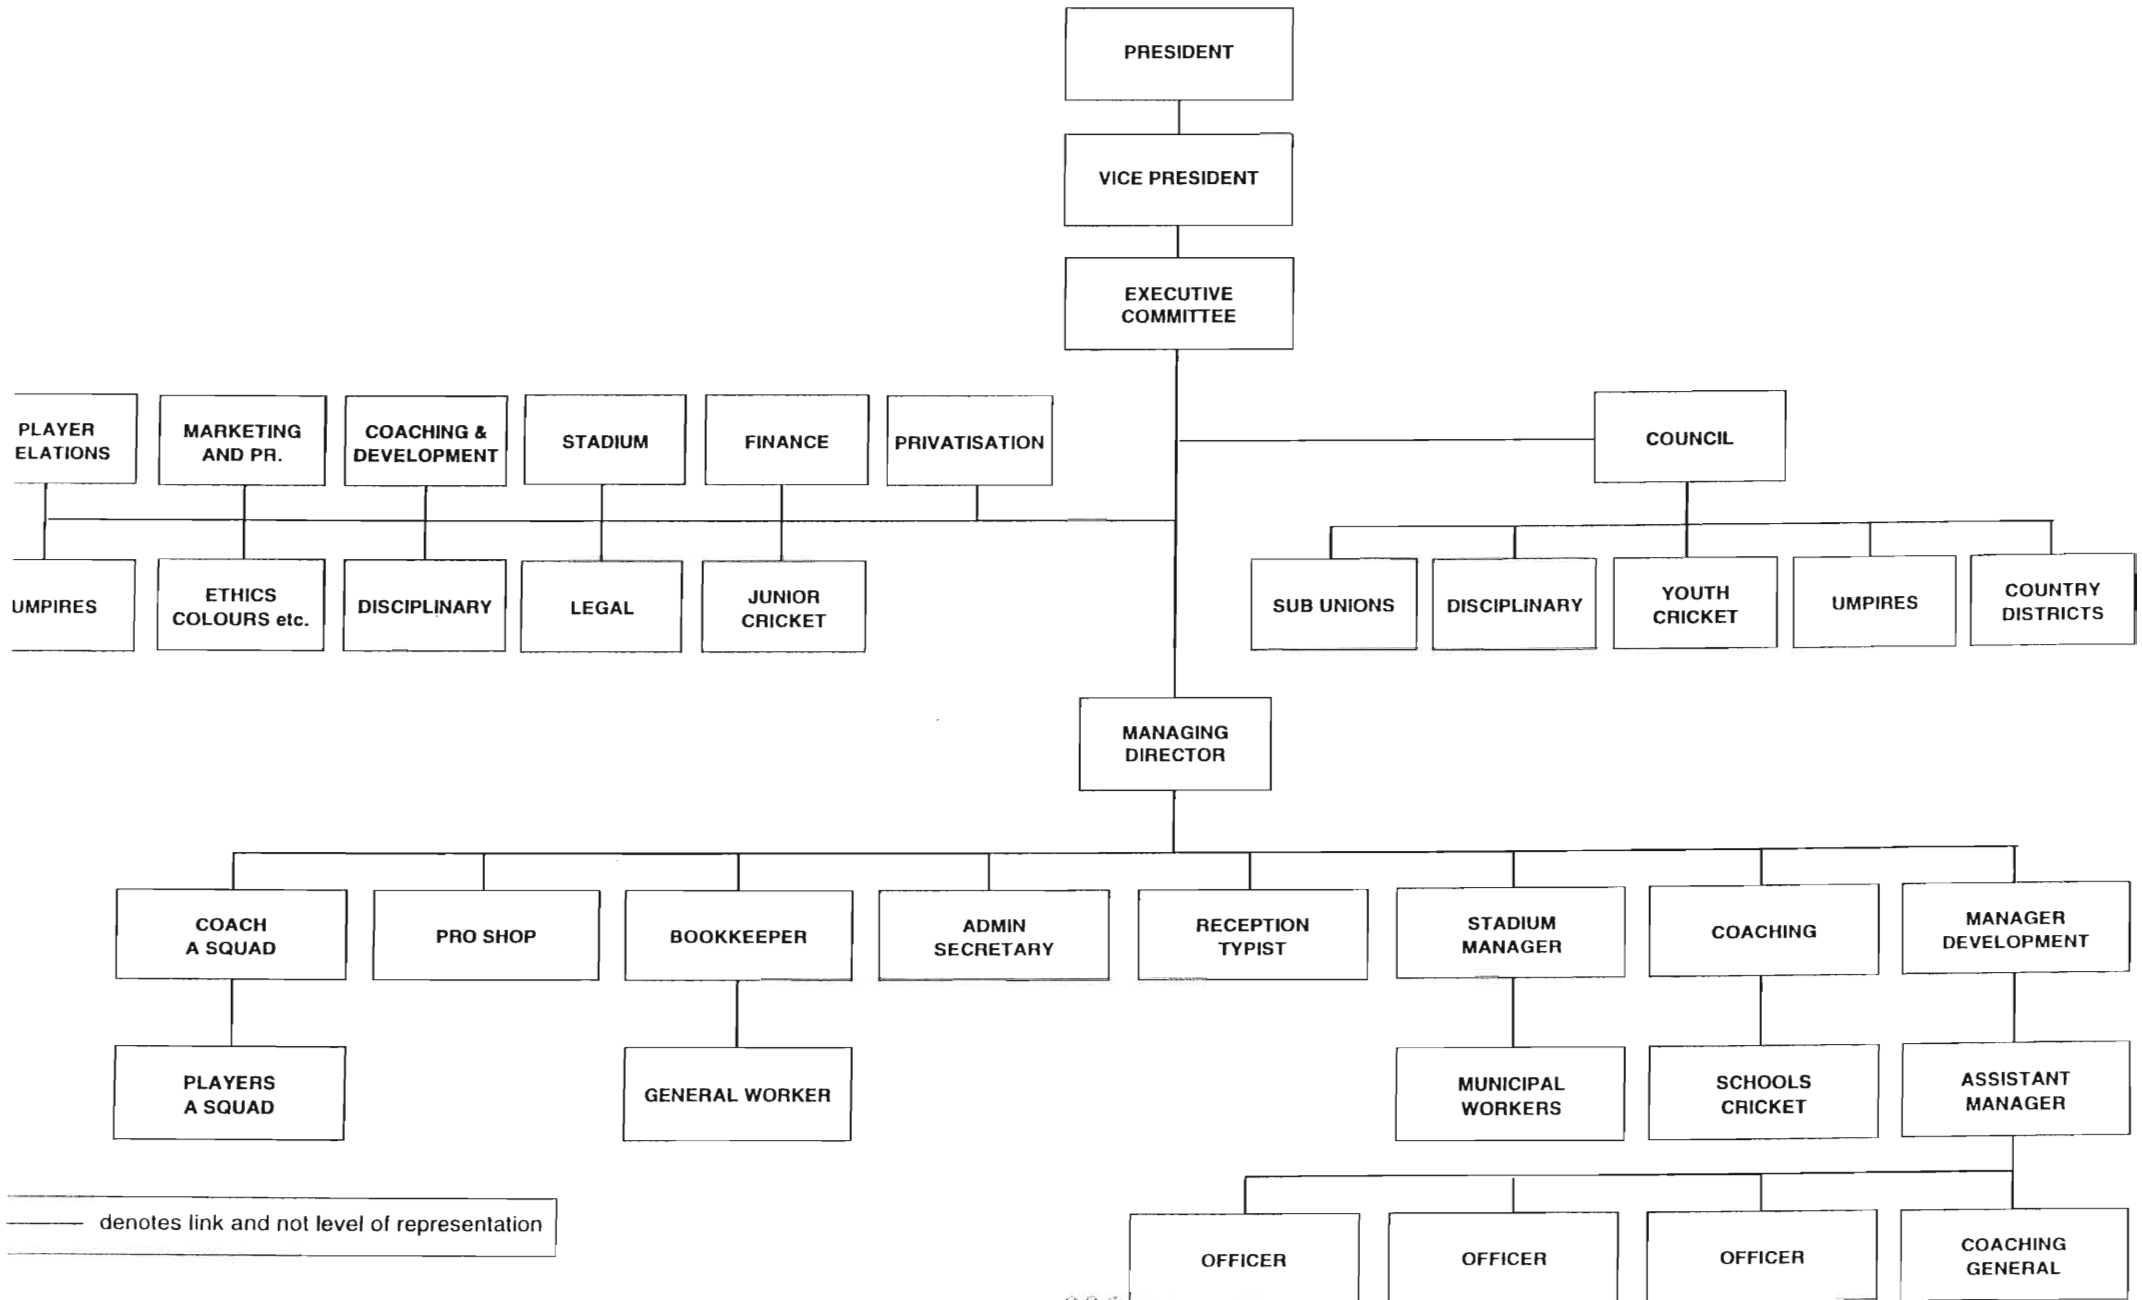 PRESIDENT
VICE PRESIDENT
EXECUTIVE
COMMITTEE
PLAYER
ELATIONS
MARKETING
AND PR.
COACHING &
DEVELOPMENT
STADIUM
FINANCE
PRIVATISATION
COUNCIL
UMPIRES
ETHICS
COLOURS etc.
DISCIPLINARY
LEGAL
JUNIOR
CRICKET
SUB UNIONS
DISCIPLINARY
YOUTH
CRICKET
UMPIRES
COUNTRY
DISTRICTS
MANAGING
DIRECTOR
COACH
A SQUAD
PRO SHOP
BOOKKEEPER
ADMIN
SECRETARY
RECEPTION
TYPIST
STADIUM
MANAGER
COACHING
MANAGER
DEVELOPMENT
PLAYERS
A SQUAD
GENERAL WORKER
MUNICIPAL
WORKERS
SCHOOLS
CRICKET
ASSISTANT
MANAGER
denotes link and not level of representation
OFFICER
OFFICER
OFFICER
COACHING
GENERAL